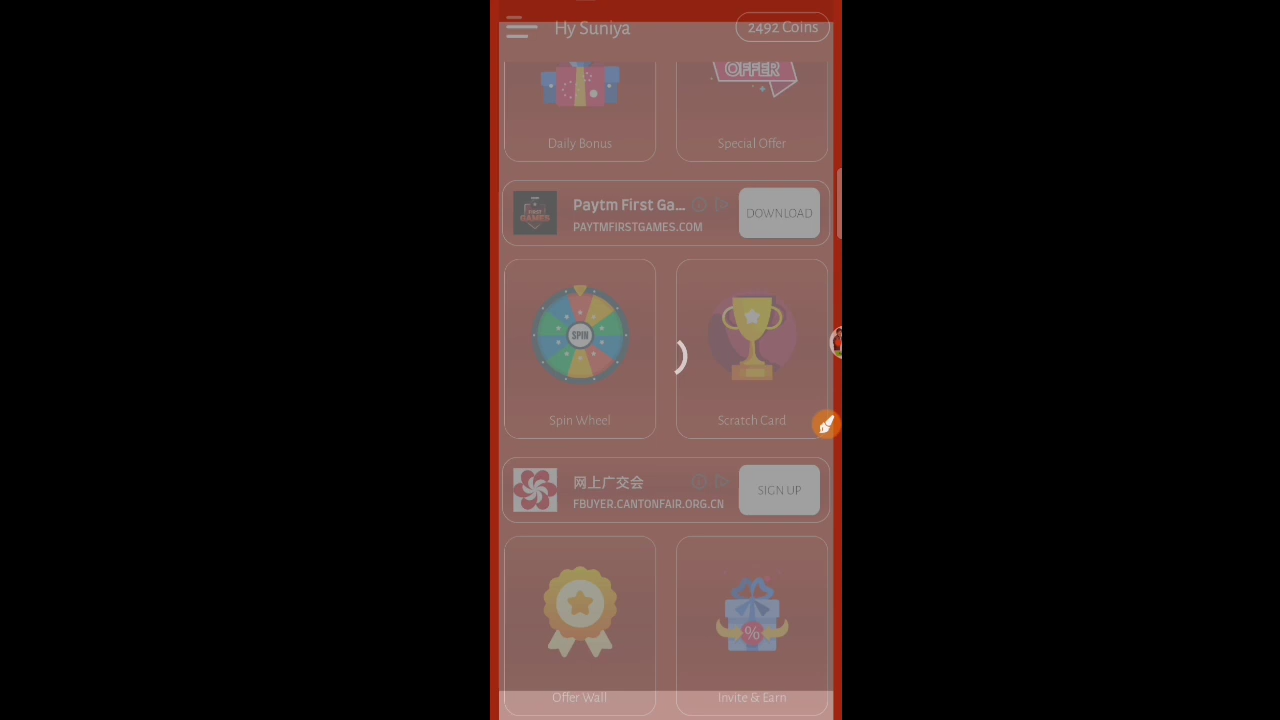 Hy Suniya
2492 Coins
OFFER
Daily Bonus
Special Offer
Paytm First Ga...
PAYTMFIRSTGAMES.COM
DOWNLOAD
GAMES
SPIN
Spin Wheel
Scratch Card
网上广交会
FBUYER.CANTONFAIR.ORG.CN
SIGN UP
%
Offer Wall
Invite & Earn